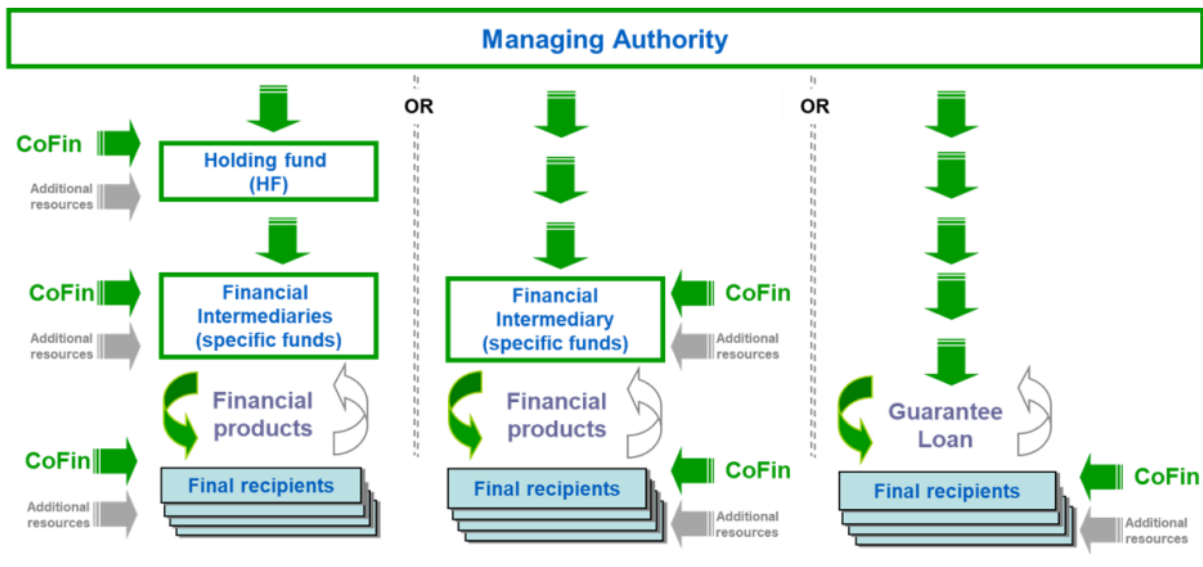 Managing Authority
OR
OR
CoFin
Additional
resources
Holding fund
(HF)
CoFin
Additional
resources
Financial
Intermediaries
(specific funds)
Financial
products
CoFin
Additional
resources
Final recipients
Financial
Intermediary
(specific funds)
CoFin
Additional
resources
Financial
products
Final recipients
CoFin
Additional
resources
Guarantee
Loan
Final recipients
CoFin
Additional
resources